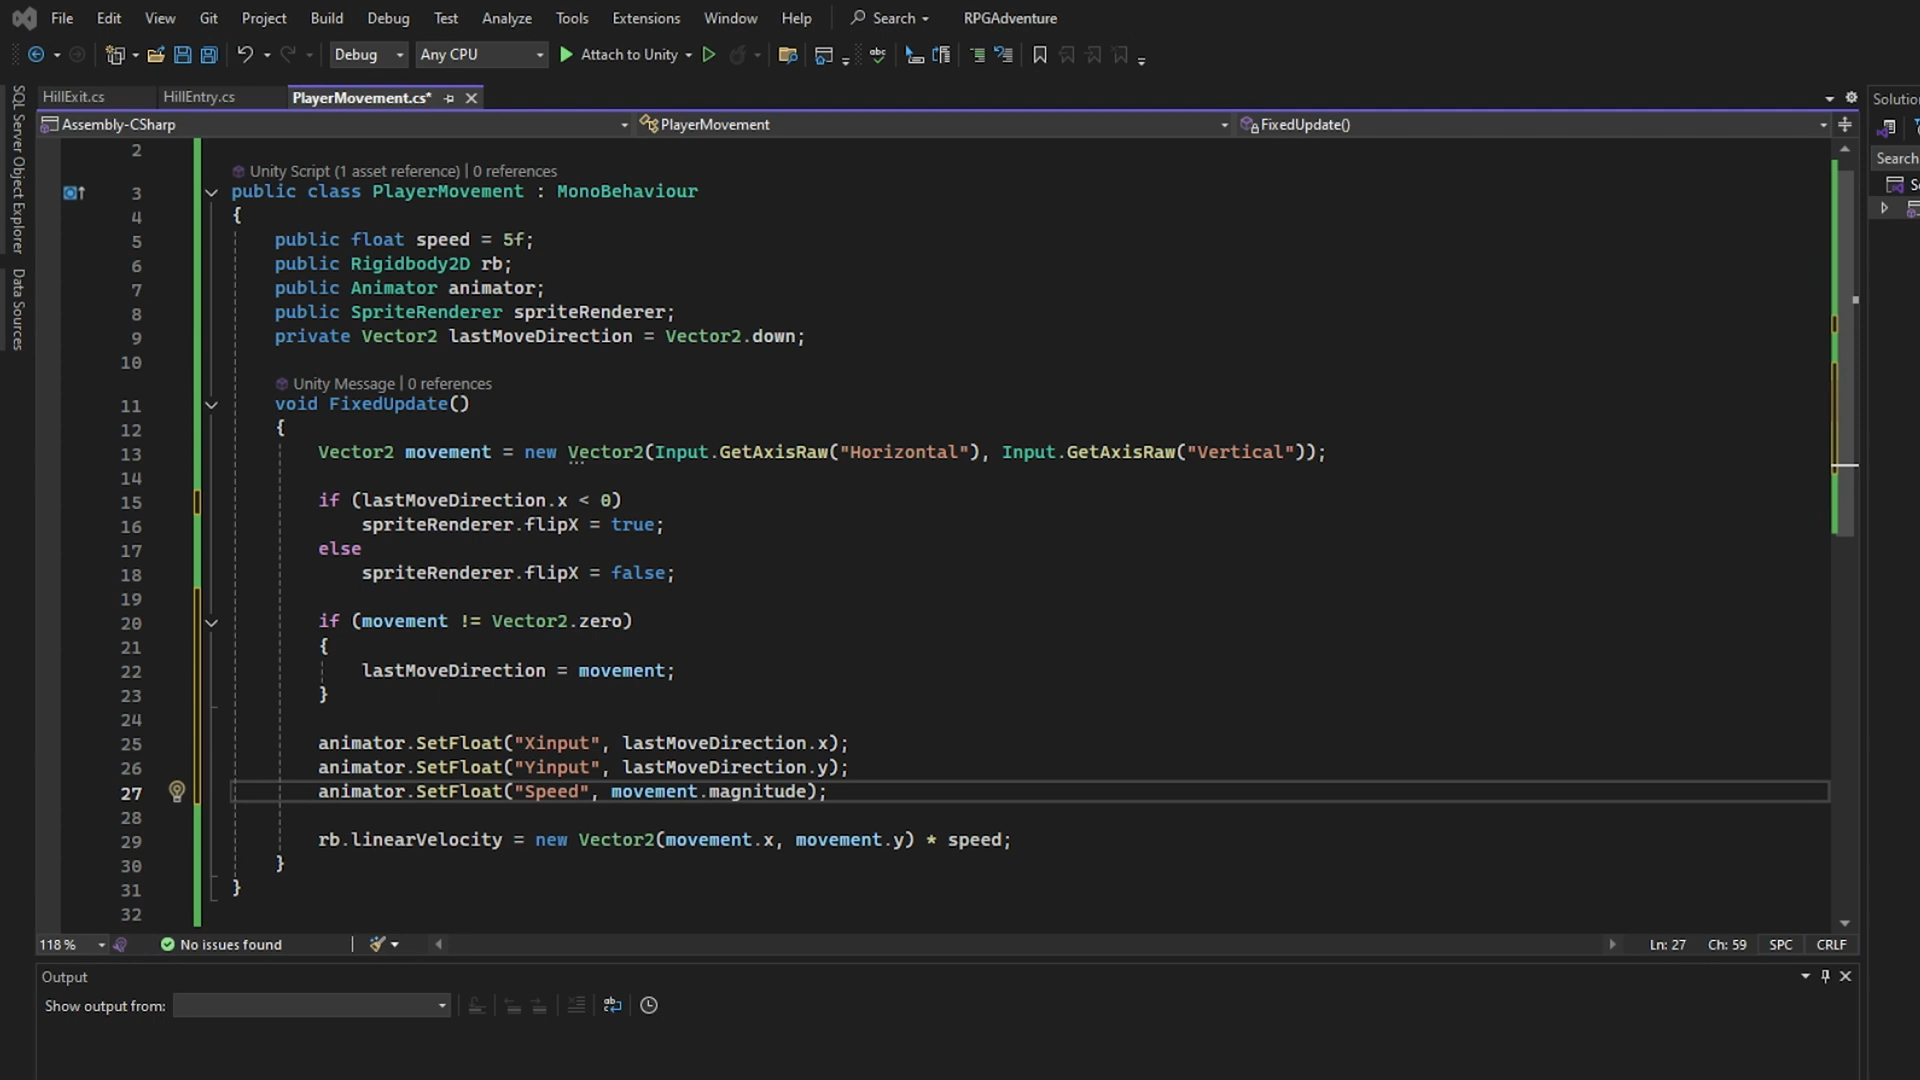 File Edit View Git Project Build Debug Test Analyze Tools Extensions Window Help Search RPGAdventure
Debug Any CPU Attach to Unity
HillExit.cs HillEntry.cs PlayerMovement.cs*
Solution
Assembly-CSharp PlayerMovement FixedUpdate()
SQL Server Object Explorer
Data Sources
Search
2
Unity Script (1 asset reference) | 0 references
3 public class PlayerMovement : MonoBehaviour
4 {
5 public float speed = 5f;
6 public Rigidbody2D rb;
7 public Animator animator;
8 public SpriteRenderer spriteRenderer;
9 private Vector2 lastMoveDirection = Vector2.down;
10
Unity Message | 0 references
11 void FixedUpdate()
12 {
13 Vector2 movement = new Vector2(Input.GetAxisRaw("Horizontal"), Input.GetAxisRaw("Vertical"));
14
15 if (lastMoveDirection.x < 0)
16 spriteRenderer.flipX = true;
17 else
18 spriteRenderer.flipX = false;
19
20 if (movement != Vector2.zero)
21 {
22 lastMoveDirection = movement;
23 }
24
25 animator.SetFloat("Xinput", lastMoveDirection.x);
26 animator.SetFloat("Yinput", lastMoveDirection.y);
27 animator.SetFloat("Speed", movement.magnitude);
28
29 rb.linearVelocity = new Vector2(movement.x, movement.y) * speed;
30 }
31 }
32
118 % No issues found Ln: 27 Ch: 59 SPC CRLF
Output
Show output from: